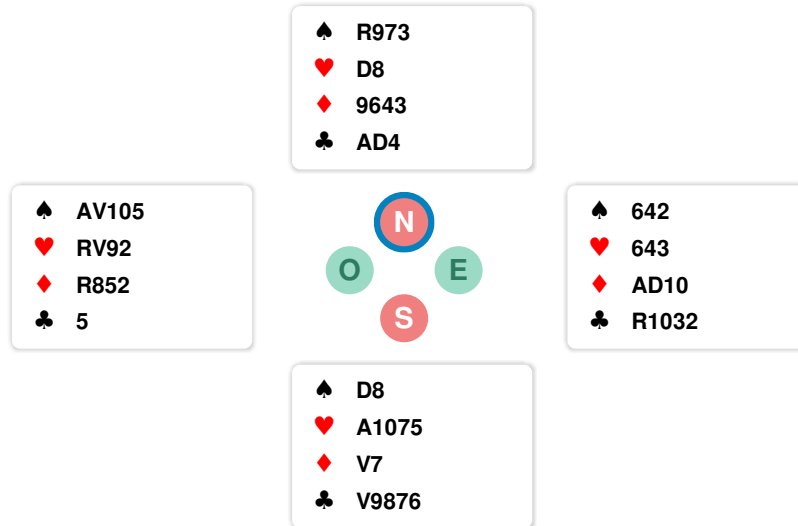 ♠ R973
♥ D8
♦ 9643
♣ AD4
♠ AV105
♥ RV92
♦ R852
♣ 5
N
O E
S
♠ 642
♥ 643
♦ AD10
♣ R1032
♠ D8
♥ A1075
♦ V7
♣ V9876